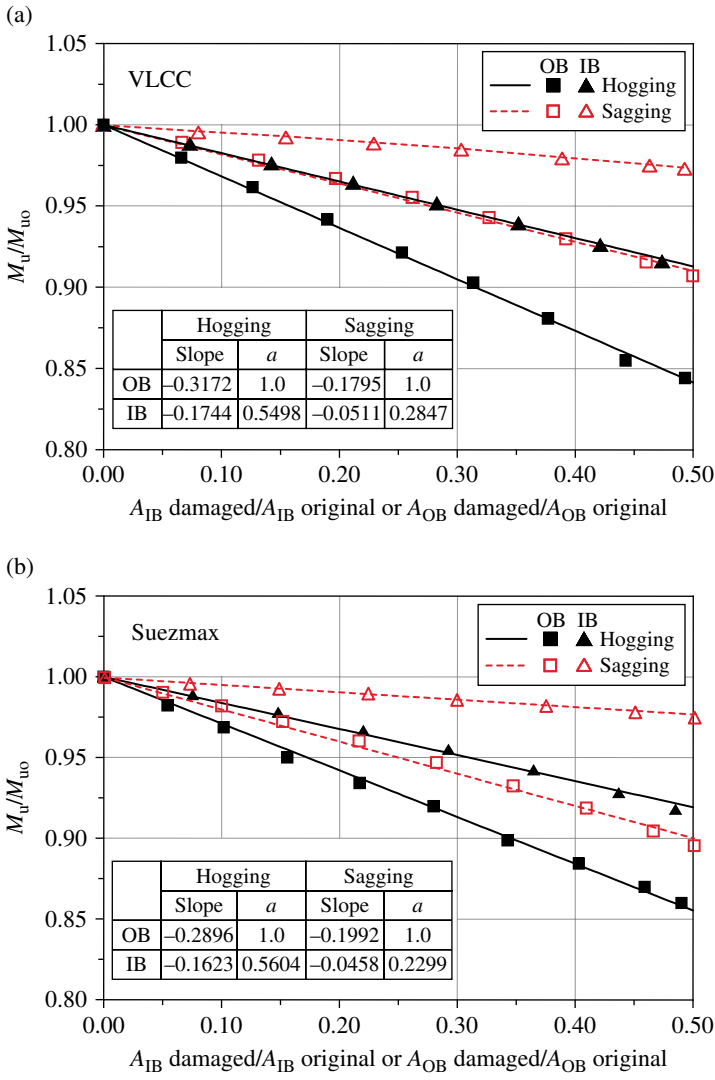 (a)
1.05
VLCC
OB IB
Hogging
Sagging
1.00
0.95
M_u/M_uo
0.90
Hogging Sagging
Slope a Slope a
OB –0.3172 1.0 –0.1795 1.0
IB –0.1744 0.5498 –0.0511 0.2847
0.85
0.80
0.00 0.10 0.20 0.30 0.40 0.50
A_IB damaged/A_IB original or A_OB damaged/A_OB original
(b)
1.05
Suezmax
OB IB
Hogging
Sagging
1.00
0.95
M_u/M_uo
0.90
Hogging Sagging
Slope a Slope a
OB –0.2896 1.0 –0.1992 1.0
IB –0.1623 0.5604 –0.0458 0.2299
0.85
0.80
0.00 0.10 0.20 0.30 0.40 0.50
A_IB damaged/A_IB original or A_OB damaged/A_OB original